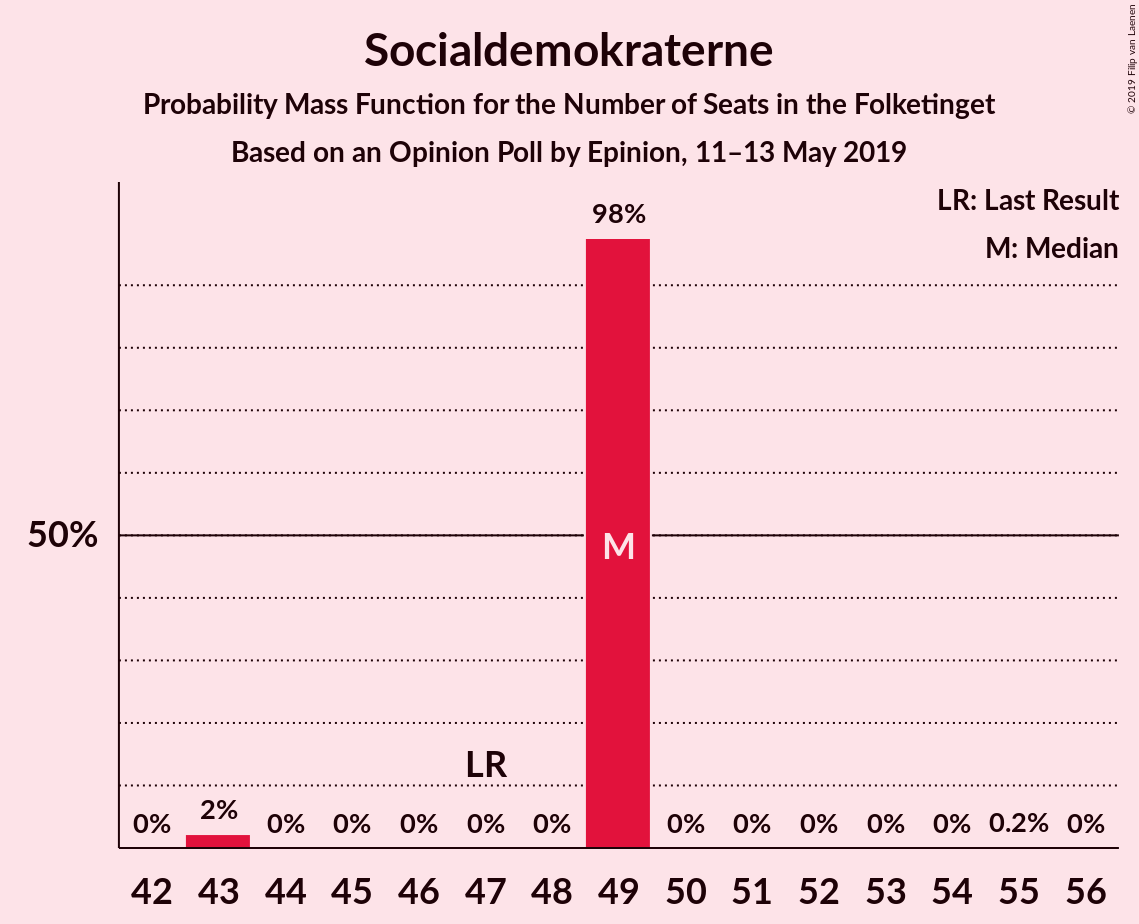 Socialdemokraterne
Probability Mass Function for the Number of Seats in the Folketinget
Based on an Opinion Poll by Epinion, 11–13 May 2019
© 2019 Filip van Laenen
LR: Last Result
M: Median
98%
50%
M
LR
0% 2% 0% 0% 0% 0% 0% 0% 0% 0% 0% 0% 0.2% 0%
42 43 44 45 46 47 48 49 50 51 52 53 54 55 56